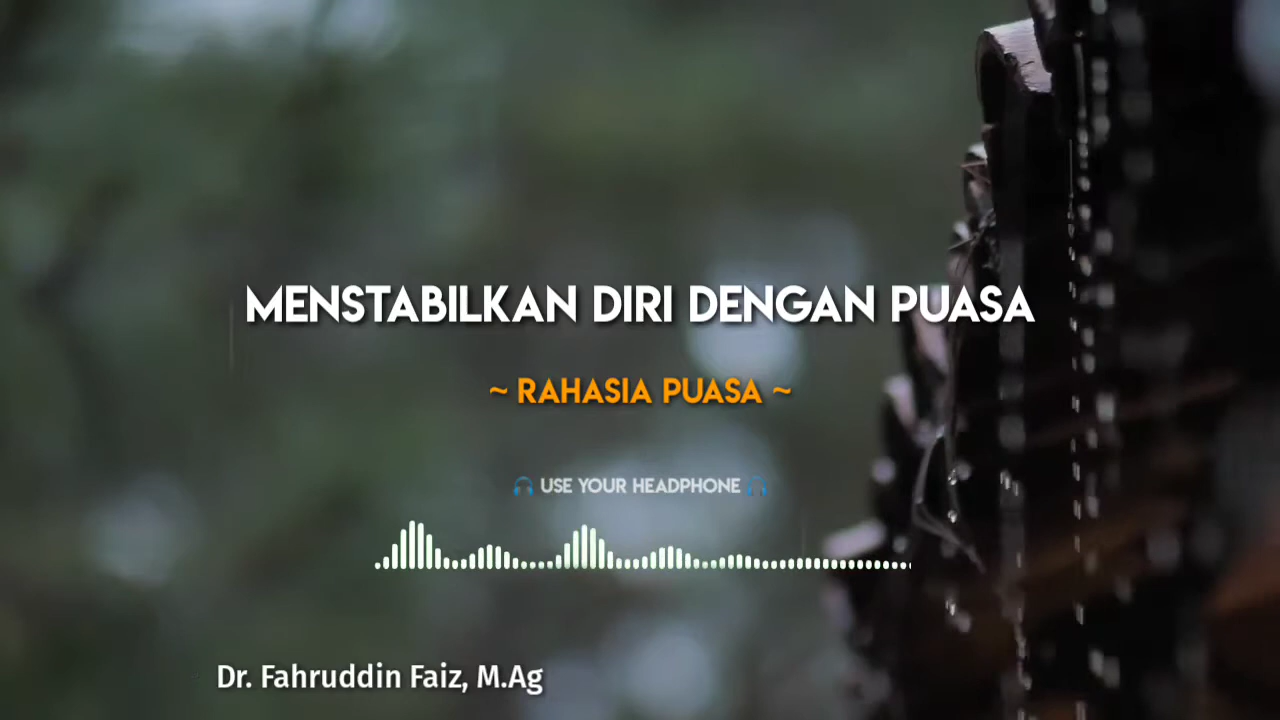 MENSTABILKAN DIRI DENGAN PUASA
~ RAHASIA PUASA ~
🎧 USE YOUR HEADPHONE 🎧
Dr. Fahruddin Faiz, M.Ag